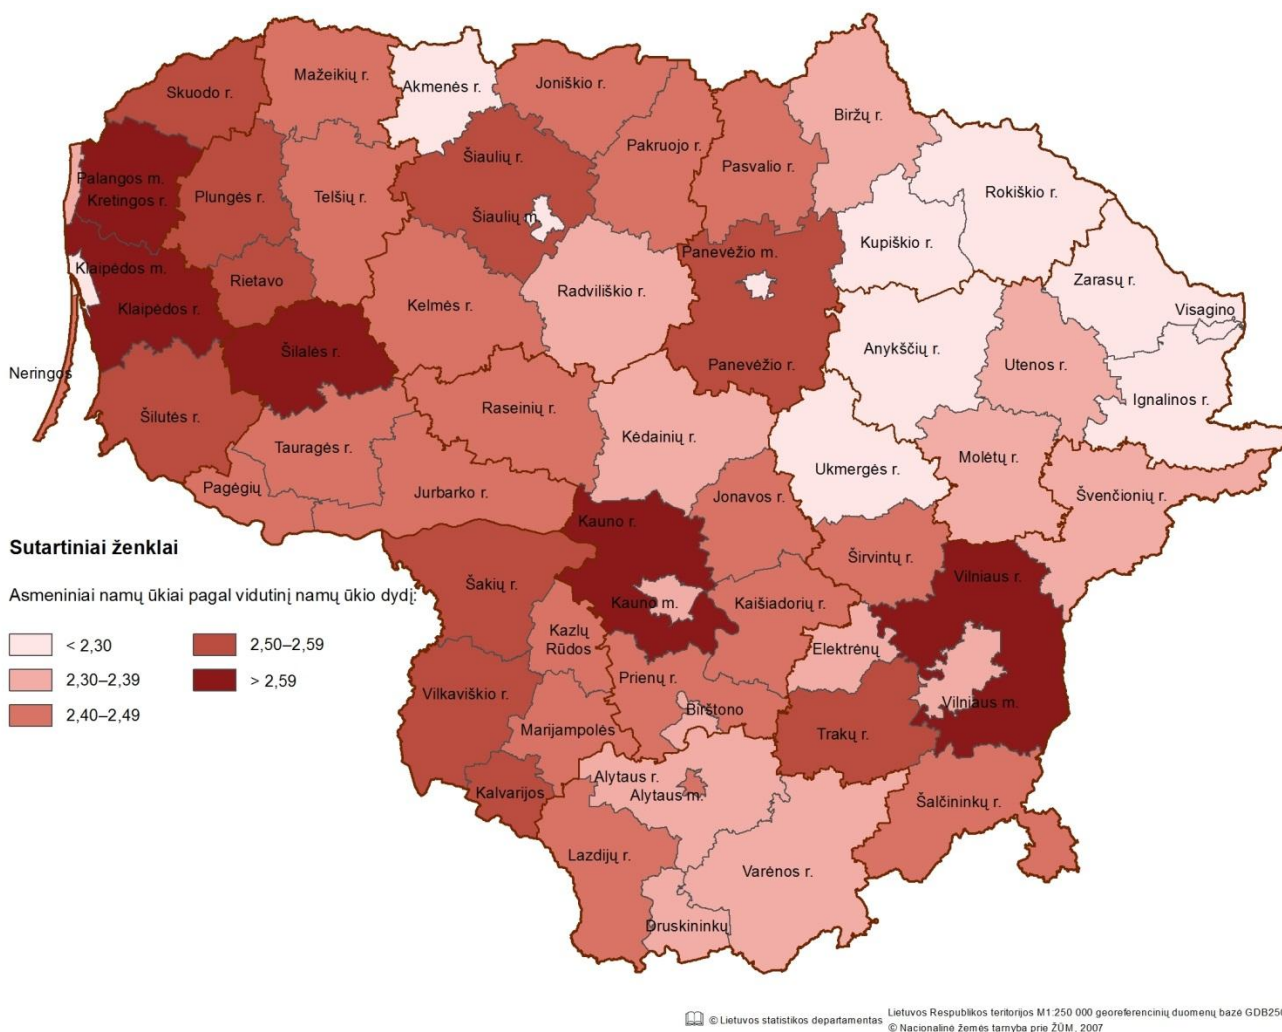 Mažeikių r.
Akmenės r.
Joniškio r.
Skuodo r.
Biržų r.
Pakruojo r.
Pasvalio r.
Šiaulių r.
Palangos m.
Kretingos r.
Plungės r.
Telšių r.
Šiaulių m.
Rokiškio r.
Kupiškio r.
Panevėžio m.
Klaipėdos m.
Rietavo
Zarasų r.
Klaipėdos r.
Kelmės r.
Radviliškio r.
Visagino
Šilalės r.
Anykščių r.
Neringos
Panevėžio r.
Utenos r.
Ignalinos r.
Šilutės r.
Raseinių r.
Tauragės r.
Kėdainių r.
Molėtų r.
Ukmergės r.
Pagėgių
Jurbarko r.
Jonavos r.
Švenčionių r.
Kauno r.
Širvintų r.
Šakių r.
Vilniaus r.
Kauno m.
Kaišiadorių r.
Kazlų
Rūdos
Elektrėnų
Prienų r.
Vilkaviškio r.
Birštono
Vilniaus m.
Marijampolės
Trakų r.
Alytaus r.
Kalvarijos
Alytaus m.
Šalčininkų r.
Lazdijų r.
Varėnos r.
Druskininkų
Sutartiniai ženklai
Asmeniniai namų ūkiai pagal vidutinį namų ūkio dydį:
< 2,30
2,30–2,39
2,40–2,49
2,50–2,59
> 2,59
© Lietuvos statistikos departamentas
Lietuvos Respublikos teritorijos M1:250 000 georeferencinių duomenų bazė GDB25
© Nacionalinė žemės tarnyba prie ŽŪM, 2007